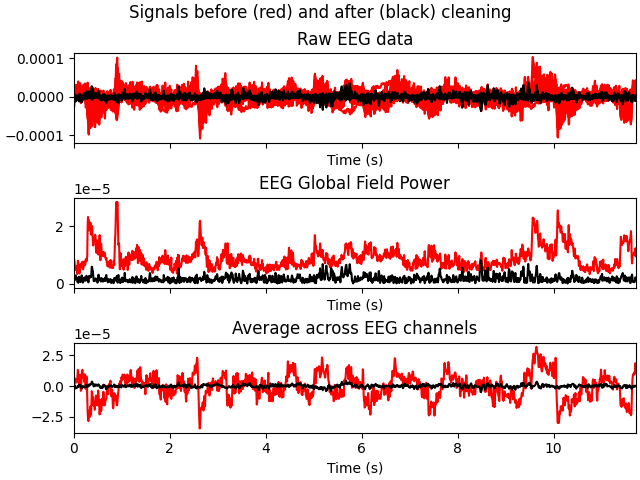 Signals before (red) and after (black) cleaning
Raw EEG data
0.0001
0.0000
−0.0001
Time (s)
EEG Global Field Power
1e−5
2
0
Time (s)
Average across EEG channels
1e−5
2.5
0.0
−2.5
0 2 4 6 8 10
Time (s)